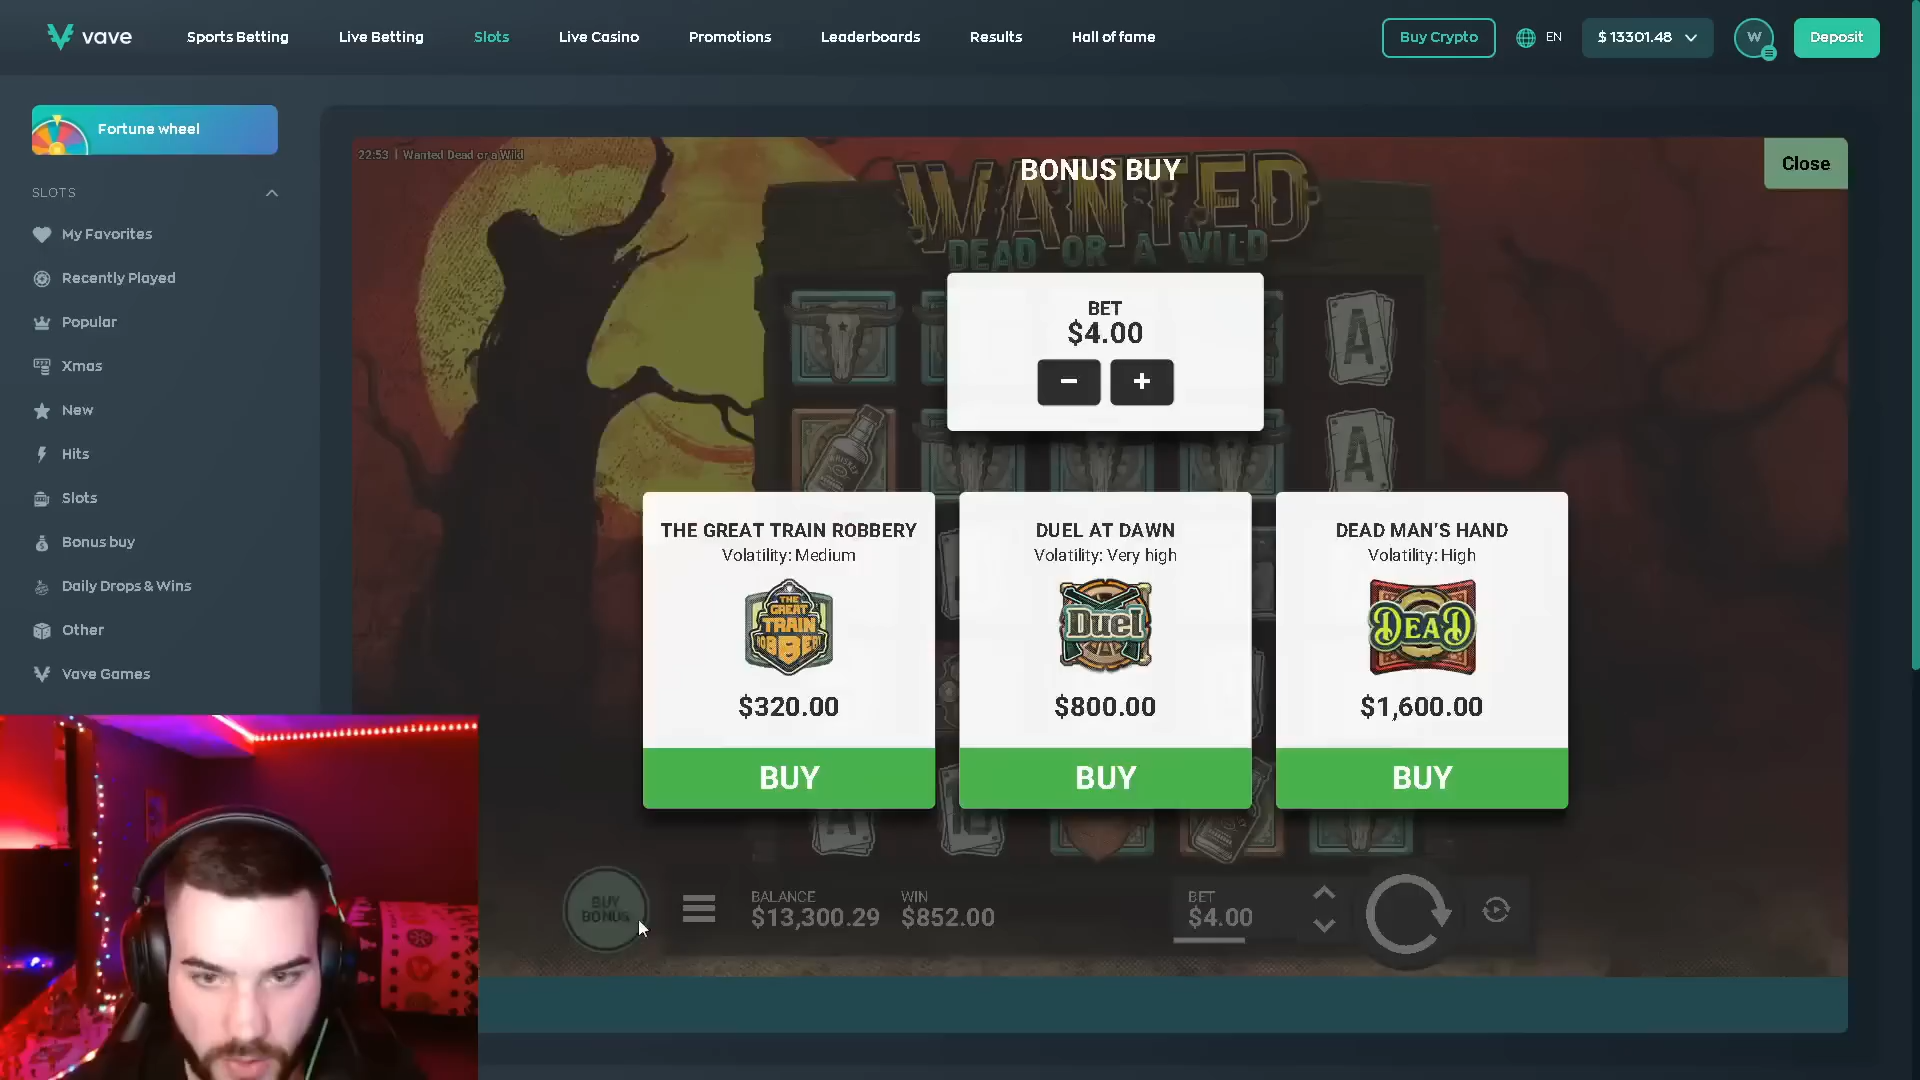 vave
Sports Betting
Live Betting
Slots
Live Casino
Promotions
Leaderboards
Results
Hall of fame
Buy Crypto
EN
$ 13301.48
W
Deposit
Fortune wheel
SLOTS
My Favorites
Recently Played
Popular
Xmas
New
Hits
Slots
Bonus buy
Daily Drops & Wins
Other
Vave Games
22:53 | Wanted Dead or a Wild
BONUS BUY
Close
WANTED
DEAD OR A WILD
BET
$4.00
A
A
WHISKEY
THE GREAT TRAIN ROBBERY
Volatility: Medium
THE
GREAT
TRAIN
ROBBERY
$320.00
BUY
DUEL AT DAWN
Volatility: Very high
Duel
$800.00
BUY
DEAD MAN'S HAND
Volatility: High
DEAD
$1,600.00
BUY
A
10
BUY
BONUS
BALANCE
$13,300.29
WIN
$852.00
BET
$4.00